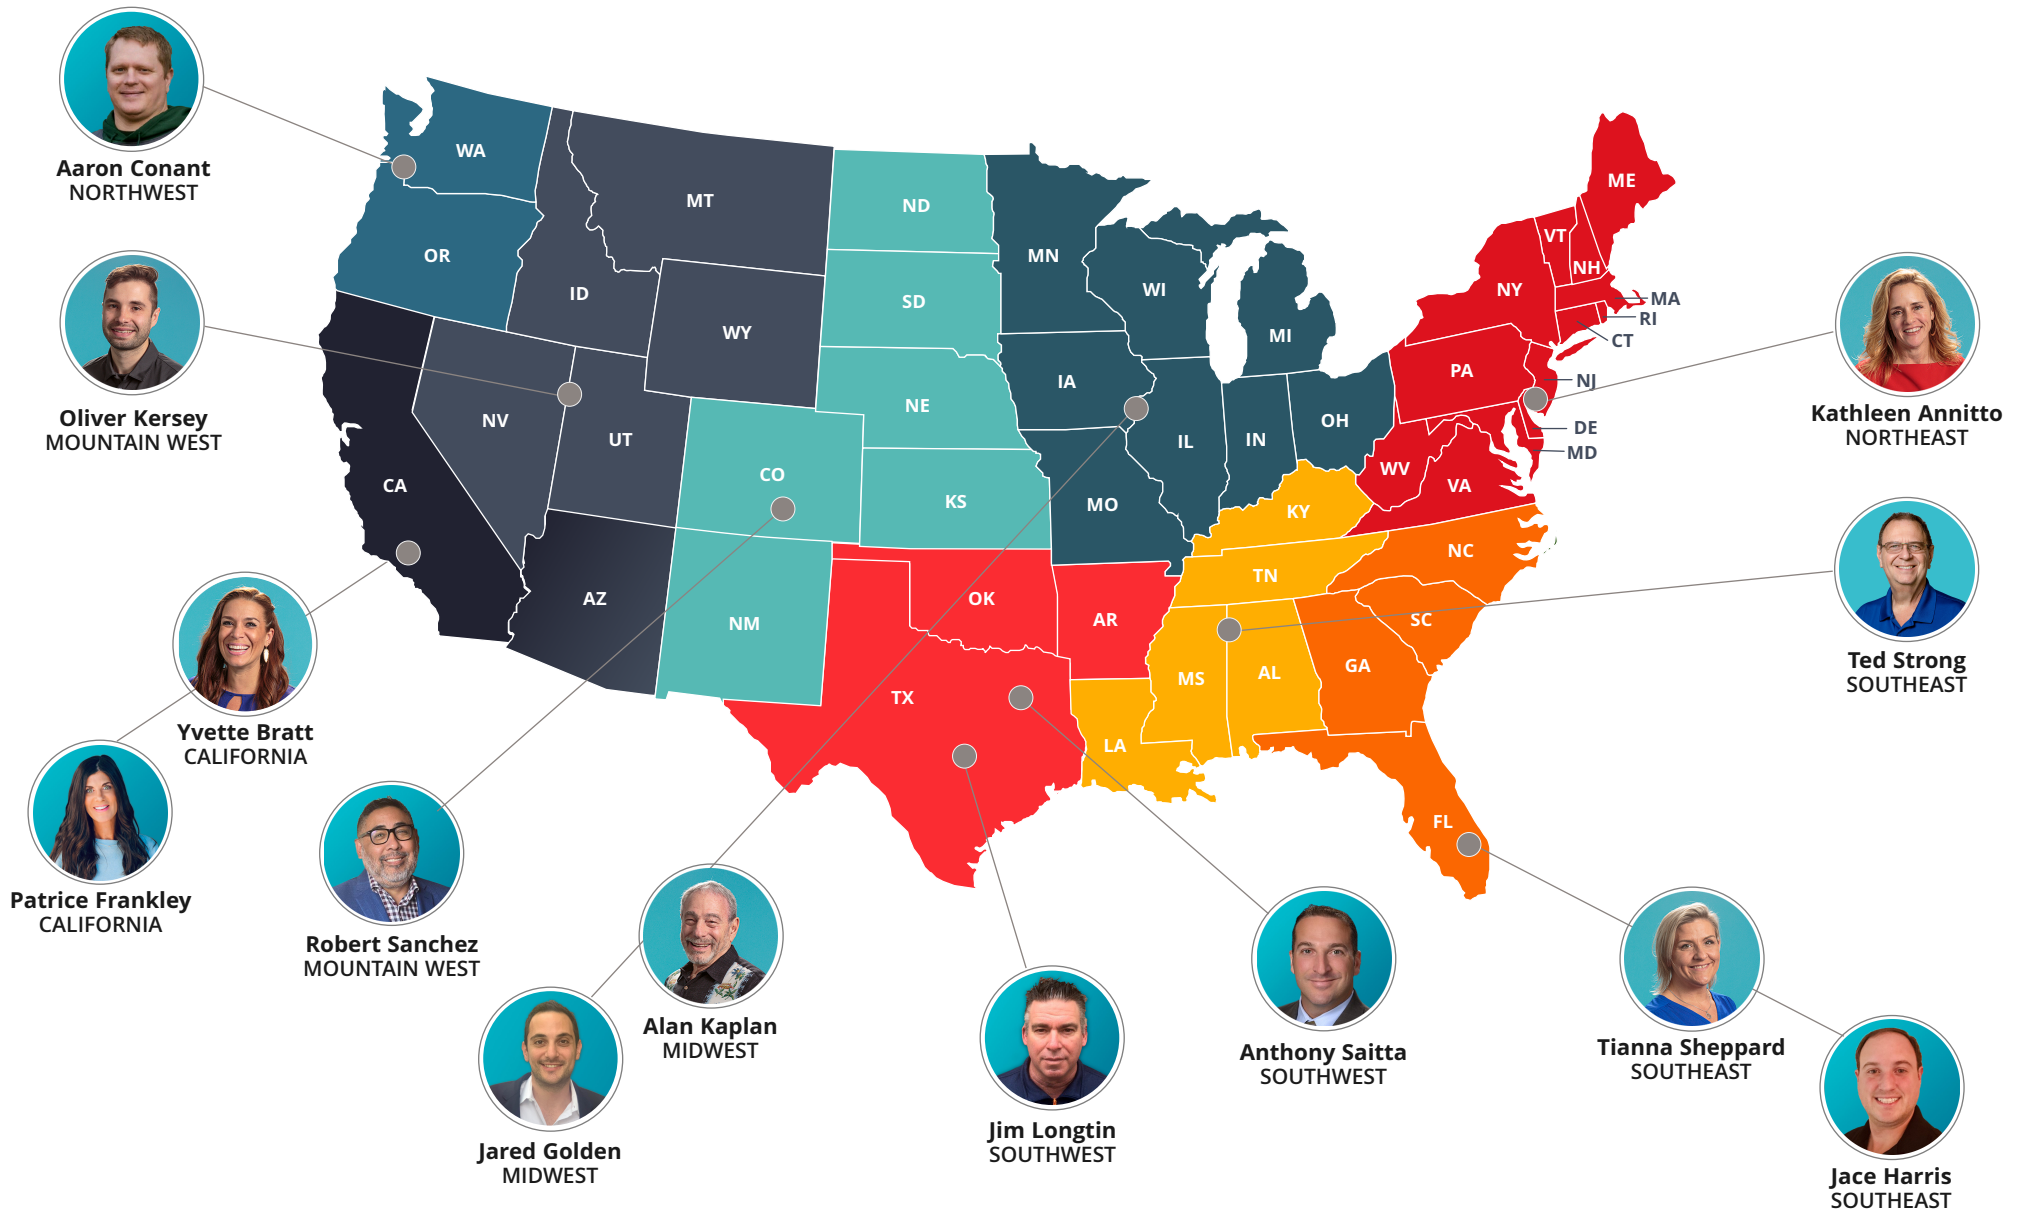 Aaron Conant
NORTHWEST
Oliver Kersey
MOUNTAIN WEST
Yvette Bratt
CALIFORNIA
Patrice Frankley
CALIFORNIA
Robert Sanchez
MOUNTAIN WEST
Jared Golden
MIDWEST
Alan Kaplan
MIDWEST
Jim Longtin
SOUTHWEST
Anthony Saitta
SOUTHWEST
Tianna Sheppard
SOUTHEAST
Jace Harris
SOUTHEAST
Ted Strong
SOUTHEAST
Kathleen Annitto
NORTHEAST
WA
OR
CA
ID
NV
MT
WY
UT
AZ
CO
NM
ND
SD
NE
KS
OK
TX
MN
IA
MO
AR
LA
WI
IL
MI
IN
OH
KY
TN
MS
AL
GA
FL
SC
NC
VA
WV
PA
NY
VT
NH
ME
MA
RI
CT
NJ
DE
MD